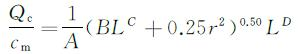 Q_c/c_m = 1/A (BL^C + 0.25r^2)^0.50 L^D